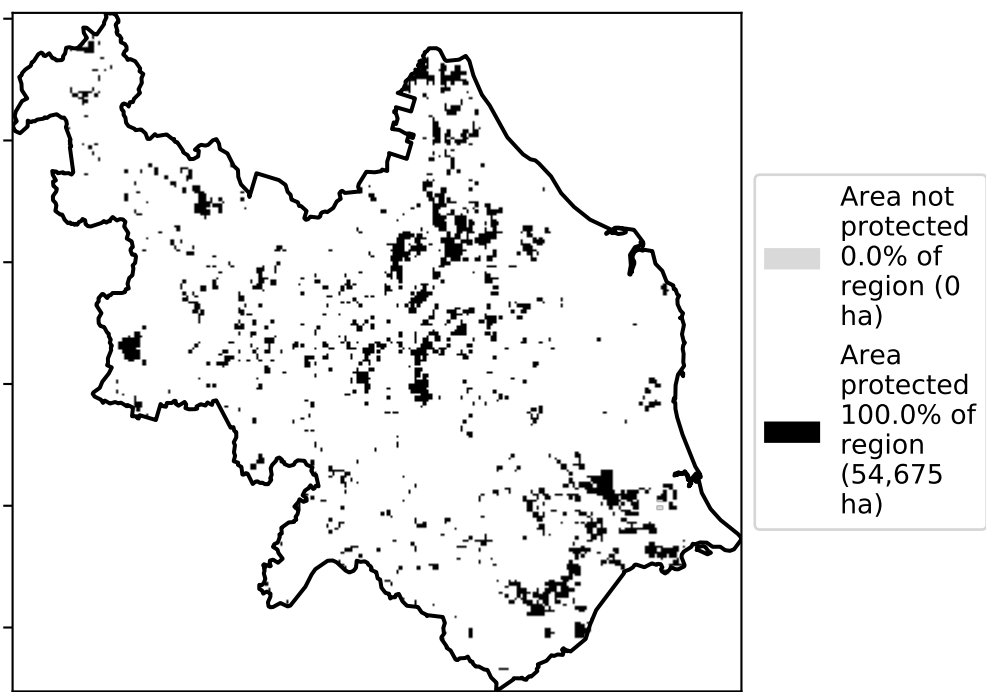 Area not
protected
0.0% of
region (0
ha)
Area
protected
100.0% of
region
(54,675
ha)